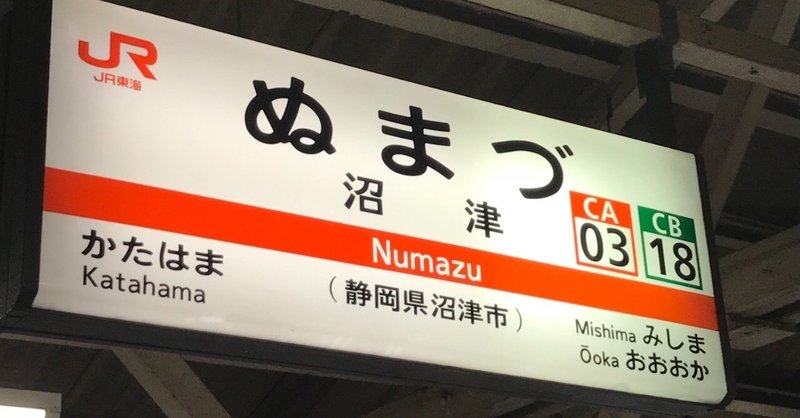 JR
JR東海
ぬまづ
沼津
CA
03
CB
18
Numazu
かたはま
Katahama
(静岡県沼津市)
Mishima みしま
Ōoka おおおか